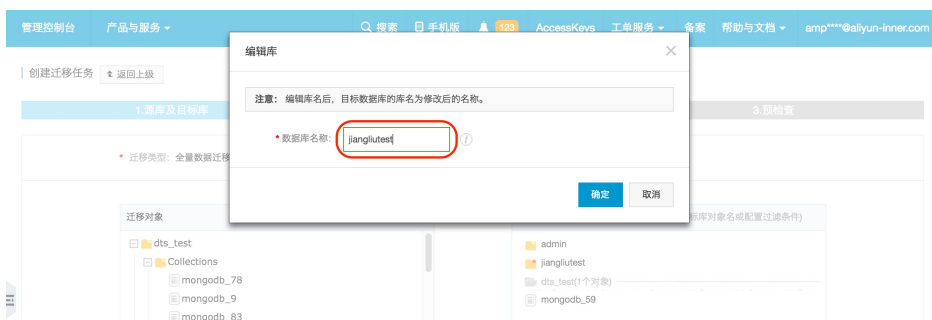 管理控制台 产品与服务 搜索 手机版 123 AccessKeys 工单服务 备案 帮助与文档 amp****@aliyun-inner.com
编辑库
创建迁移任务 返回上级
注意： 编辑库名后，目标数据库的库名为修改后的名称。
1.源库及目标库 3.预检查
*数据库名称: jiangliutest
* 迁移类型: 全量数据迁移
确定 取消
迁移对象 标库对象名或配置过滤条件)
dts_test admin
Collections jiangliutest
mongodb_78 dts_test(1个对象)
mongodb_9 mongodb_59
mongodb_83